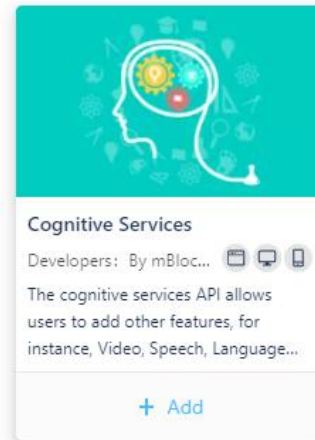 Cognitive Services
Developers: By mBloc...
The cognitive services API allows
users to add other features, for
instance, Video, Speech, Language...
+ Add